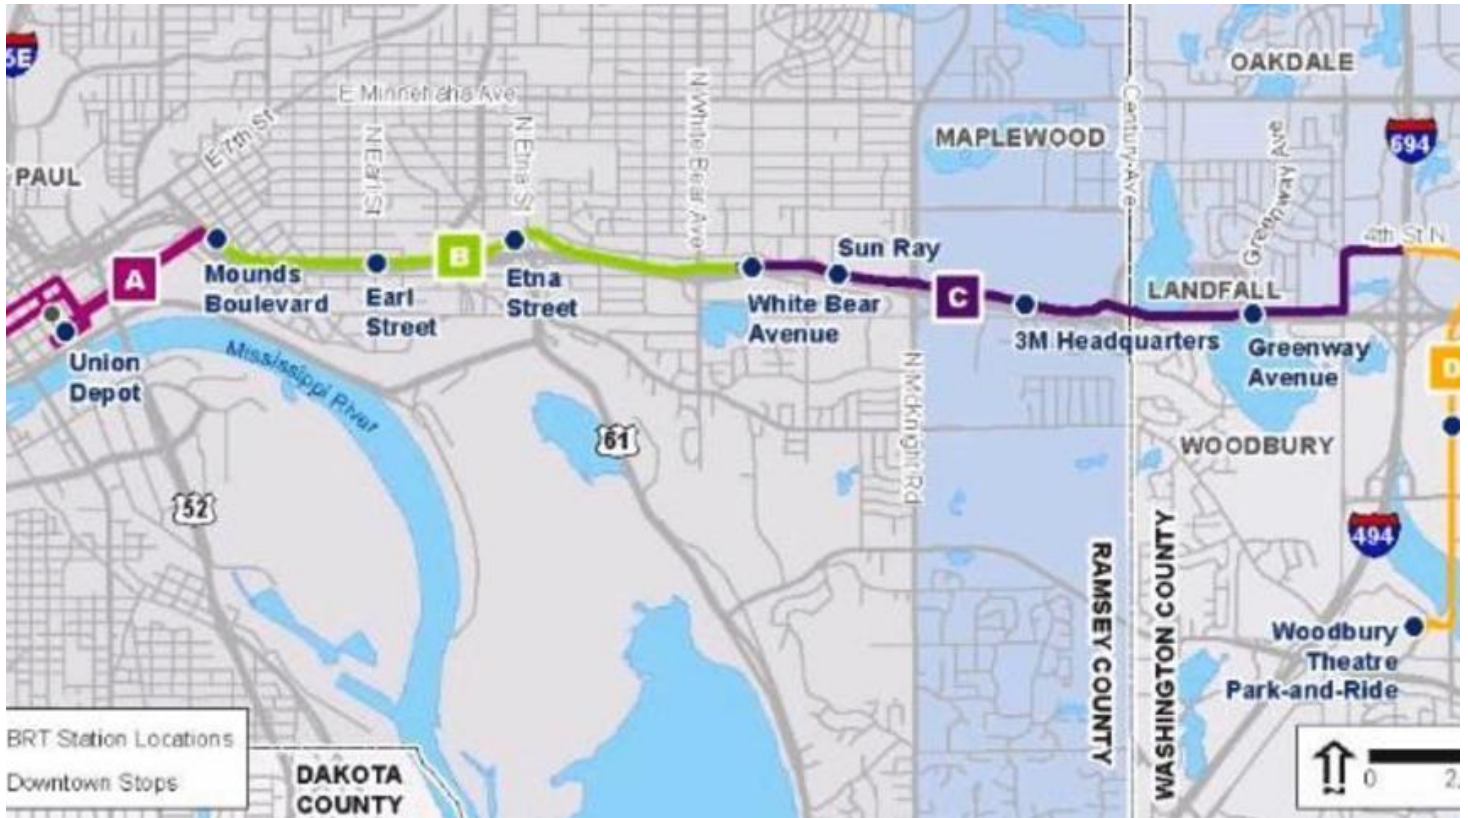 6E
OAKDALE
E Minnehaha Ave
E 7th St
N Earl St
N Etna St
N White Bear Ave
Century Ave
MAPLEWOOD
Greenway Ave
694
PAUL
4th St N
A
Mounds
Boulevard
B
Earl
Street
Etna
Street
Sun Ray
White Bear
Avenue
C
LANDFALL
3M Headquarters
Greenway
Avenue
D
Union
Depot
Mississippi River
N McKnight Rd
61
WOODBURY
52
494
RAMSEY COUNTY
WASHINGTON COUNTY
Woodbury
Theatre
Park-and-Ride
BRT Station Locations
Downtown Stops
DAKOTA
COUNTY
0
2,